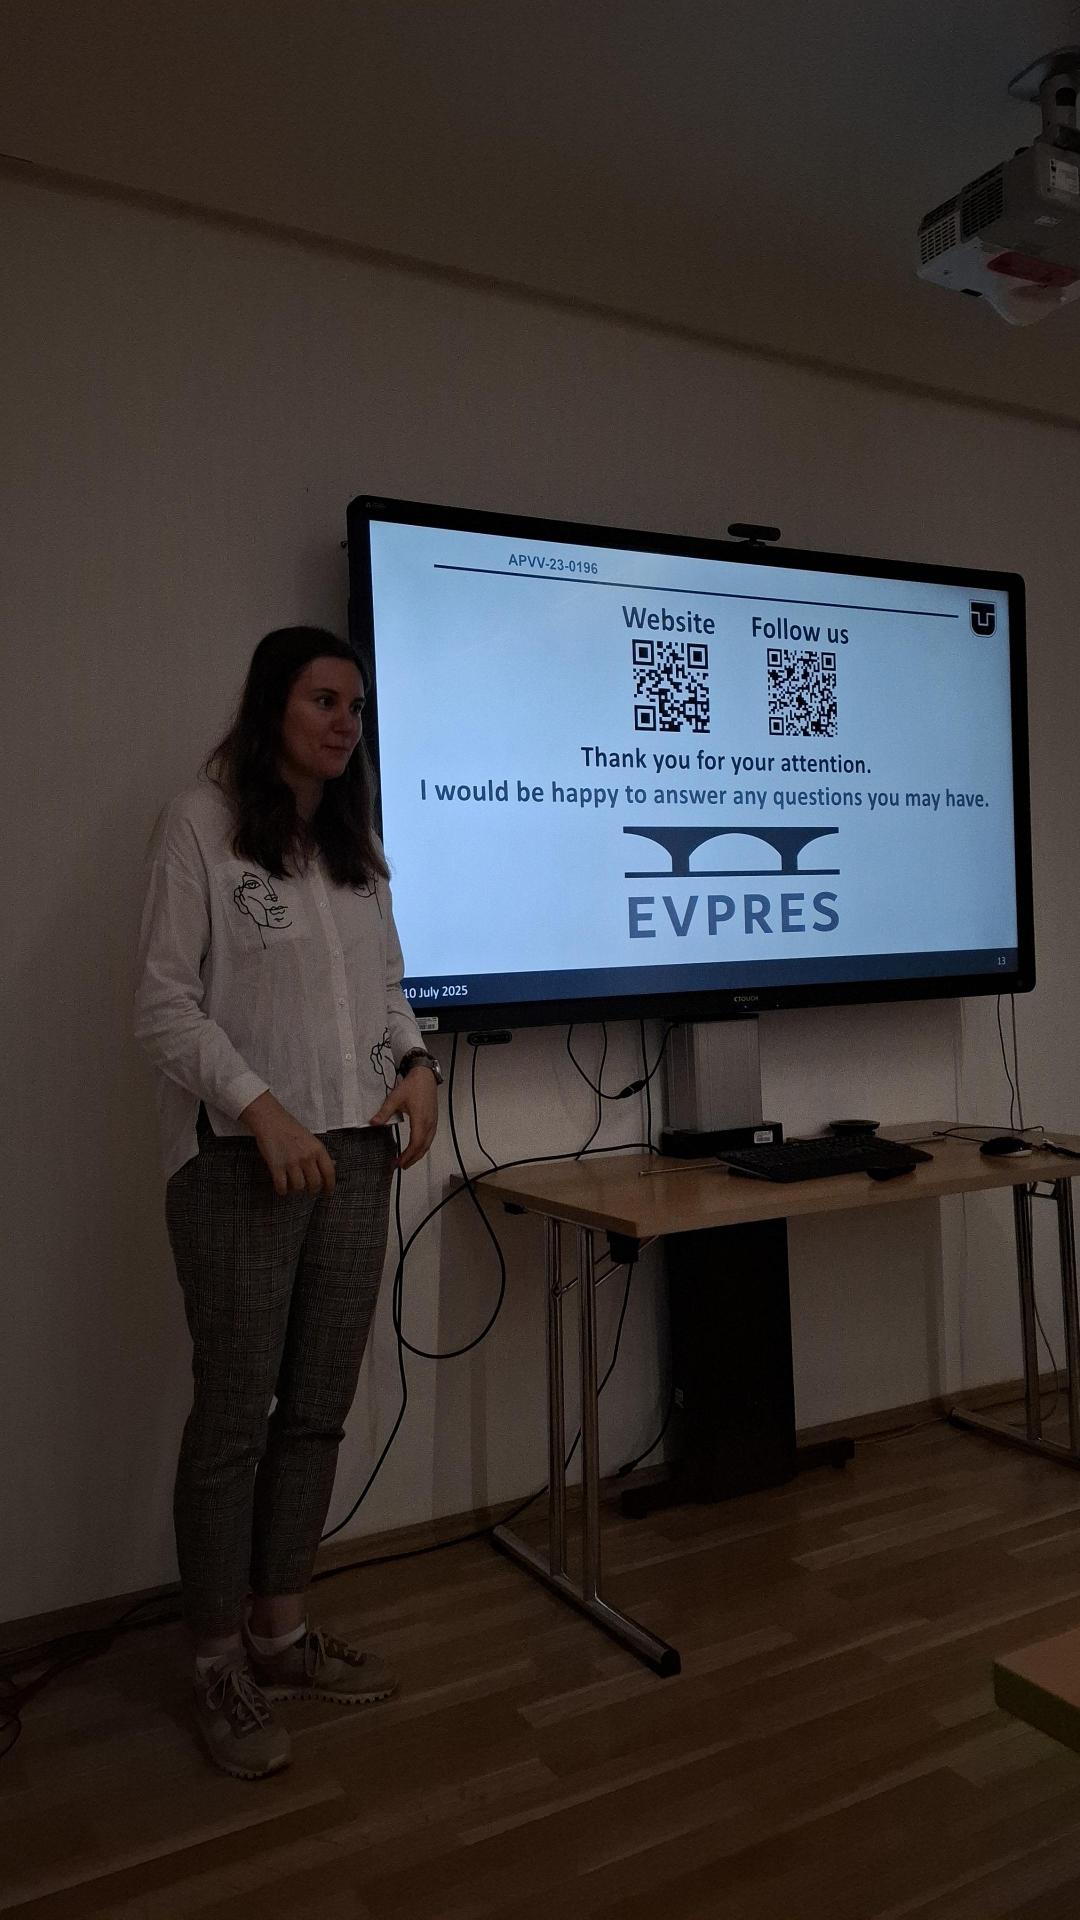 APVV-23-0196
Website
Follow us
Thank you for your attention.
I would be happy to answer any questions you may have.
EVPRES
10 July 2025
13
CTOUCH